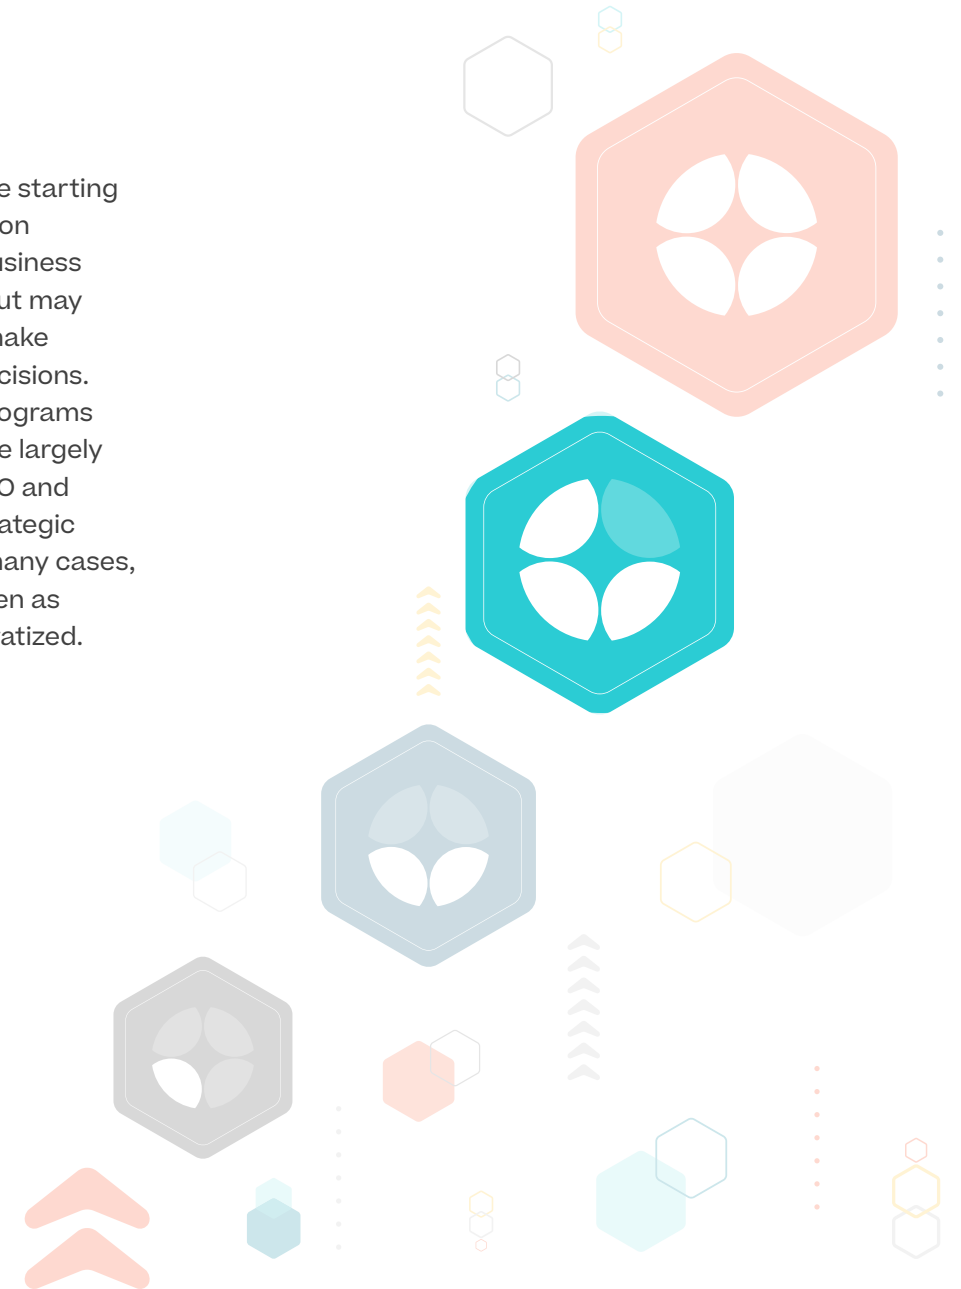 e starting
on
usiness
ut may
nake
cisions.
ograms
e largely
O and
ategic
nany cases,
en as
atized.